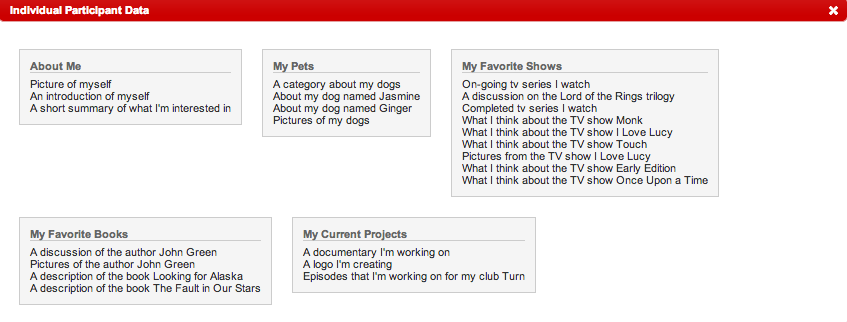 Individual Participant Data
About Me
Picture of myself
An introduction of myself
A short summary of what I'm interested in
My Pets
A category about my dogs
About my dog named Jasmine
About my dog named Ginger
Pictures of my dogs
My Favorite Shows
On-going tv series I watch
A discussion on the Lord of the Rings trilogy
Completed tv series I watch
What I think about the TV show Monk
What I think about the TV show I Love Lucy
What I think about the TV show Touch
Pictures from the TV show I Love Lucy
What I think about the TV show Early Edition
What I think about the TV show Once Upon a Time
My Favorite Books
A discussion of the author John Green
Pictures of the author John Green
A description of the book Looking for Alaska
A description of the book The Fault in Our Stars
My Current Projects
A documentary I'm working on
A logo I'm creating
Episodes that I'm working on for my club Turn